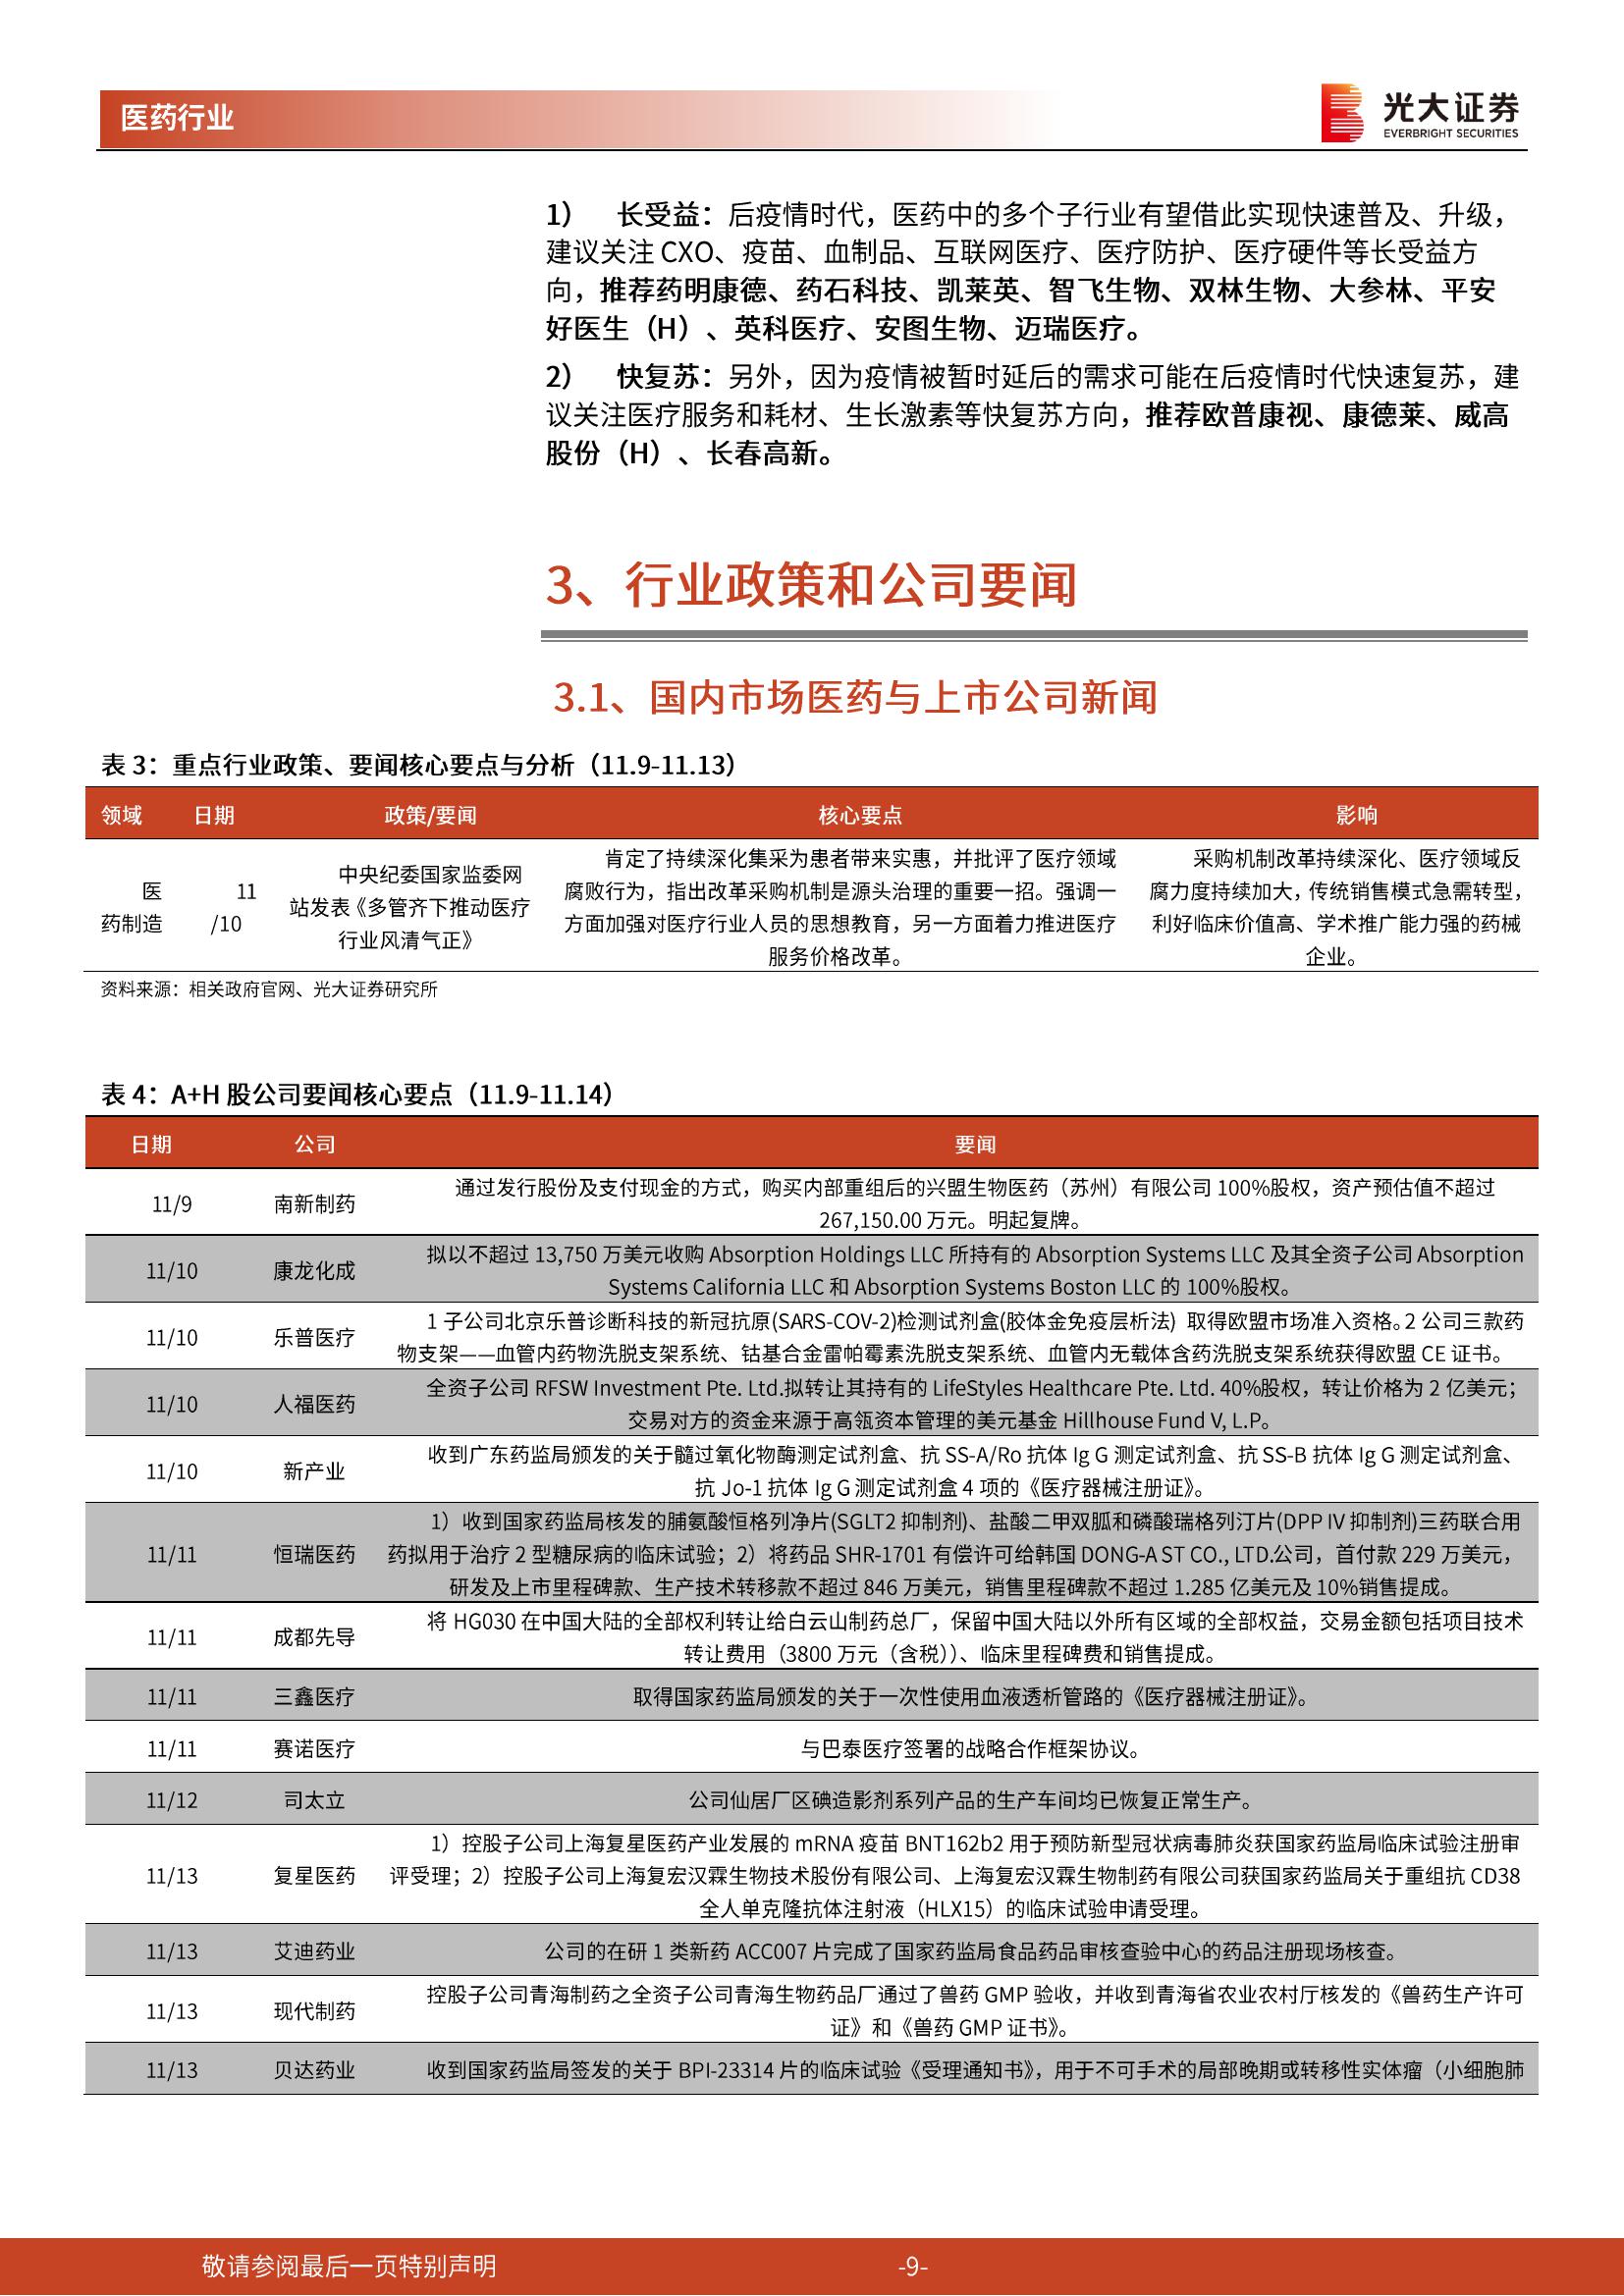 医药行业
光大证券
EVERBRIGHT SECURITIES
1） 长受益：后疫情时代，医药中的多个子行业有望借此实现快速普及、升级，
建议关注 CXO、疫苗、血制品、互联网医疗、医疗防护、医疗硬件等长受益方
向，推荐药明康德、药石科技、凯莱英、智飞生物、双林生物、大参林、平安
好医生（H）、英科医疗、安图生物、迈瑞医疗。
2） 快复苏：另外，因为疫情被暂时延后的需求可能在后疫情时代快速复苏，建
议关注医疗服务和耗材、生长激素等快复苏方向，推荐欧普康视、康德莱、威高
股份（H）、长春高新。
3、行业政策和公司要闻
3.1、国内市场医药与上市公司新闻
表 3：重点行业政策、要闻核心要点与分析（11.9-11.13）
领域 日期 政策/要闻 核心要点 影响
医
药制造
11
/10
中央纪委国家监委网
站发表《多管齐下推动医疗
行业风清气正》
肯定了持续深化集采为患者带来实惠，并批评了医疗领域
腐败行为，指出改革采购机制是源头治理的重要一招。强调一
方面加强对医疗行业人员的思想教育，另一方面着力推进医疗
服务价格改革。
采购机制改革持续深化、医疗领域反
腐力度持续加大，传统销售模式急需转型，
利好临床价值高、学术推广能力强的药械
企业。
资料来源：相关政府官网、光大证券研究所
表 4：A+H 股公司要闻核心要点（11.9-11.14）
日期 公司 要闻
11/9 南新制药 通过发行股份及支付现金的方式，购买内部重组后的兴盟生物医药（苏州）有限公司 100%股权，资产预估值不超过
267,150.00 万元。明起复牌。
11/10 康龙化成 拟以不超过 13,750 万美元收购 Absorption Holdings LLC 所持有的 Absorption Systems LLC 及其全资子公司 Absorption
Systems California LLC 和 Absorption Systems Boston LLC 的 100%股权。
11/10 乐普医疗 1 子公司北京乐普诊断科技的新冠抗原(SARS-COV-2)检测试剂盒(胶体金免疫层析法) 取得欧盟市场准入资格。2 公司三款药
物支架——血管内药物洗脱支架系统、钴基合金雷帕霉素洗脱支架系统、血管内无载体含药洗脱支架系统获得欧盟 CE 证书。
11/10 人福医药 全资子公司 RFSW Investment Pte. Ltd.拟转让其持有的 LifeStyles Healthcare Pte. Ltd. 40%股权，转让价格为 2 亿美元；
交易对方的资金来源于高瓴资本管理的美元基金 Hillhouse Fund V, L.P。
11/10 新产业 收到广东药监局颁发的关于髓过氧化物酶测定试剂盒、抗 SS-A/Ro 抗体 Ig G 测定试剂盒、抗 SS-B 抗体 Ig G 测定试剂盒、
抗 Jo-1 抗体 Ig G 测定试剂盒 4 项的《医疗器械注册证》。
11/11 恒瑞医药 1）收到国家药监局核发的脯氨酸恒格列净片(SGLT2 抑制剂)、盐酸二甲双胍和磷酸瑞格列汀片(DPP IV 抑制剂)三药联合用
药拟用于治疗 2 型糖尿病的临床试验；2）将药品 SHR-1701 有偿许可给韩国 DONG-A ST CO., LTD.公司，首付款 229 万美元，
研发及上市里程碑款、生产技术转移款不超过 846 万美元，销售里程碑款不超过 1.285 亿美元及 10%销售提成。
11/11 成都先导 将 HG030 在中国大陆的全部权利转让给白云山制药总厂，保留中国大陆以外所有区域的全部权益，交易金额包括项目技术
转让费用（3800 万元（含税））、临床里程碑费和销售提成。
11/11 三鑫医疗 取得国家药监局颁发的关于一次性使用血液透析管路的《医疗器械注册证》。
11/11 赛诺医疗 与巴泰医疗签署的战略合作框架协议。
11/12 司太立 公司仙居厂区碘造影剂系列产品的生产车间均已恢复正常生产。
11/13 复星医药 1）控股子公司上海复星医药产业发展的 mRNA 疫苗 BNT162b2 用于预防新型冠状病毒肺炎获国家药监局临床试验注册审
评受理；2）控股子公司上海复宏汉霖生物技术股份有限公司、上海复宏汉霖生物制药有限公司获国家药监局关于重组抗 CD38
全人单克隆抗体注射液（HLX15）的临床试验申请受理。
11/13 艾迪药业 公司的在研 1 类新药 ACC007 片完成了国家药监局食品药品审核查验中心的药品注册现场核查。
11/13 现代制药 控股子公司青海制药之全资子公司青海生物药品厂通过了兽药 GMP 验收，并收到青海省农业农村厅核发的《兽药生产许可
证》和《兽药 GMP 证书》。
11/13 贝达药业 收到国家药监局签发的关于 BPI-23314 片的临床试验《受理通知书》，用于不可手术的局部晚期或转移性实体瘤（小细胞肺
敬请参阅最后一页特别声明 -9-